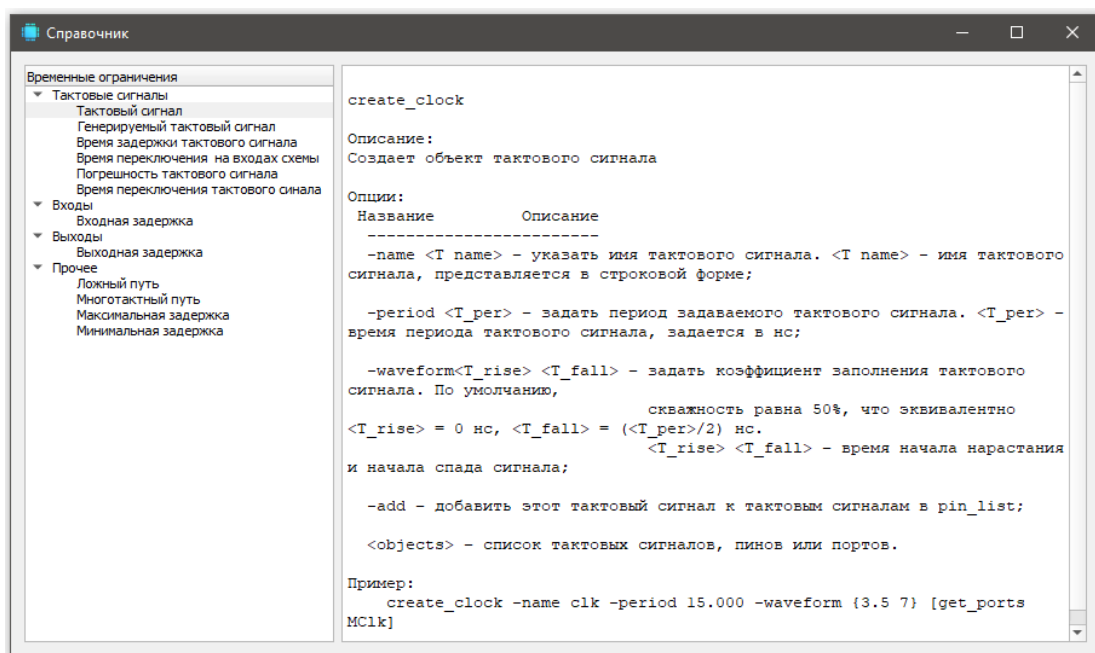 Справочник
Временные ограничения
Тактовые сигналы
Тактовый сигнал
Генерируемый тактовый сигнал
Время задержки тактового сигнала
Время переключения  на входах схемы
Погрешность тактового сигнала
Время переключения тактового синала
Входы
Входная задержка
Выходы
Выходная задержка
Прочее
Ложный путь
Многотактный путь
Максимальная задержка
Минимальная задержка
create_clock
Описание:
Создает объект тактового сигнала
Опции:
Название Описание
------------------------
-name <T name> – указать имя тактового сигнала. <T name> – имя тактового
сигнала, представляется в строковой форме;
-period <T_per> – задать период задаваемого тактового сигнала. <T_per> –
время периода тактового сигнала, задается в нс;
-waveform<T_rise> <T_fall> – задать коэффициент заполнения тактового
сигнала. По умолчанию,
скважность равна 50%, что эквивалентно
<T_rise> = 0 нс, <T_fall> = (<T_per>/2) нс.
<T_rise> <T_fall> – время начала нарастания
и начала спада сигнала;
-add – добавить этот тактовый сигнал к тактовым сигналам в pin_list;
<objects> – список тактовых сигналов, пинов или портов.
Пример:
create_clock –name clk –period 15.000 –waveform {3.5 7} [get_ports
MClk]